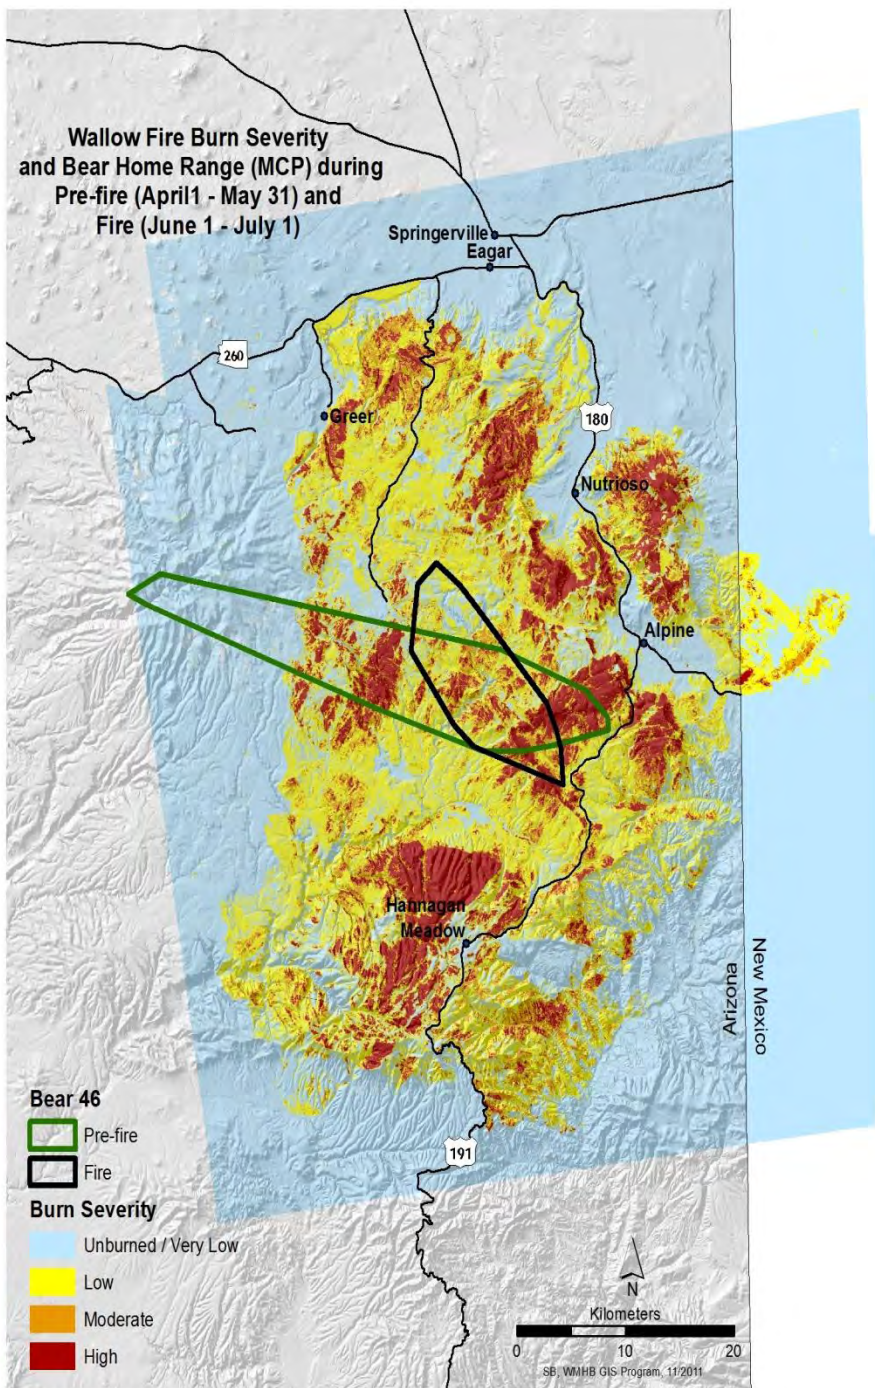 Wallow Fire Burn Severity
and Bear Home Range (MCP) during
Pre-fire (April1 - May 31) and
Fire (June 1 - July 1)
Springerville
Eagar
260
Greer
180
Nutrioso
Alpine
Hannagan
Meadow
Arizona
New Mexico
191
Bear 46
Pre-fire
Fire
Burn Severity
Unburned / Very Low
Low
Moderate
High
N
Kilometers
0 10 20
SB, WMHB GIS Program, 11/2011